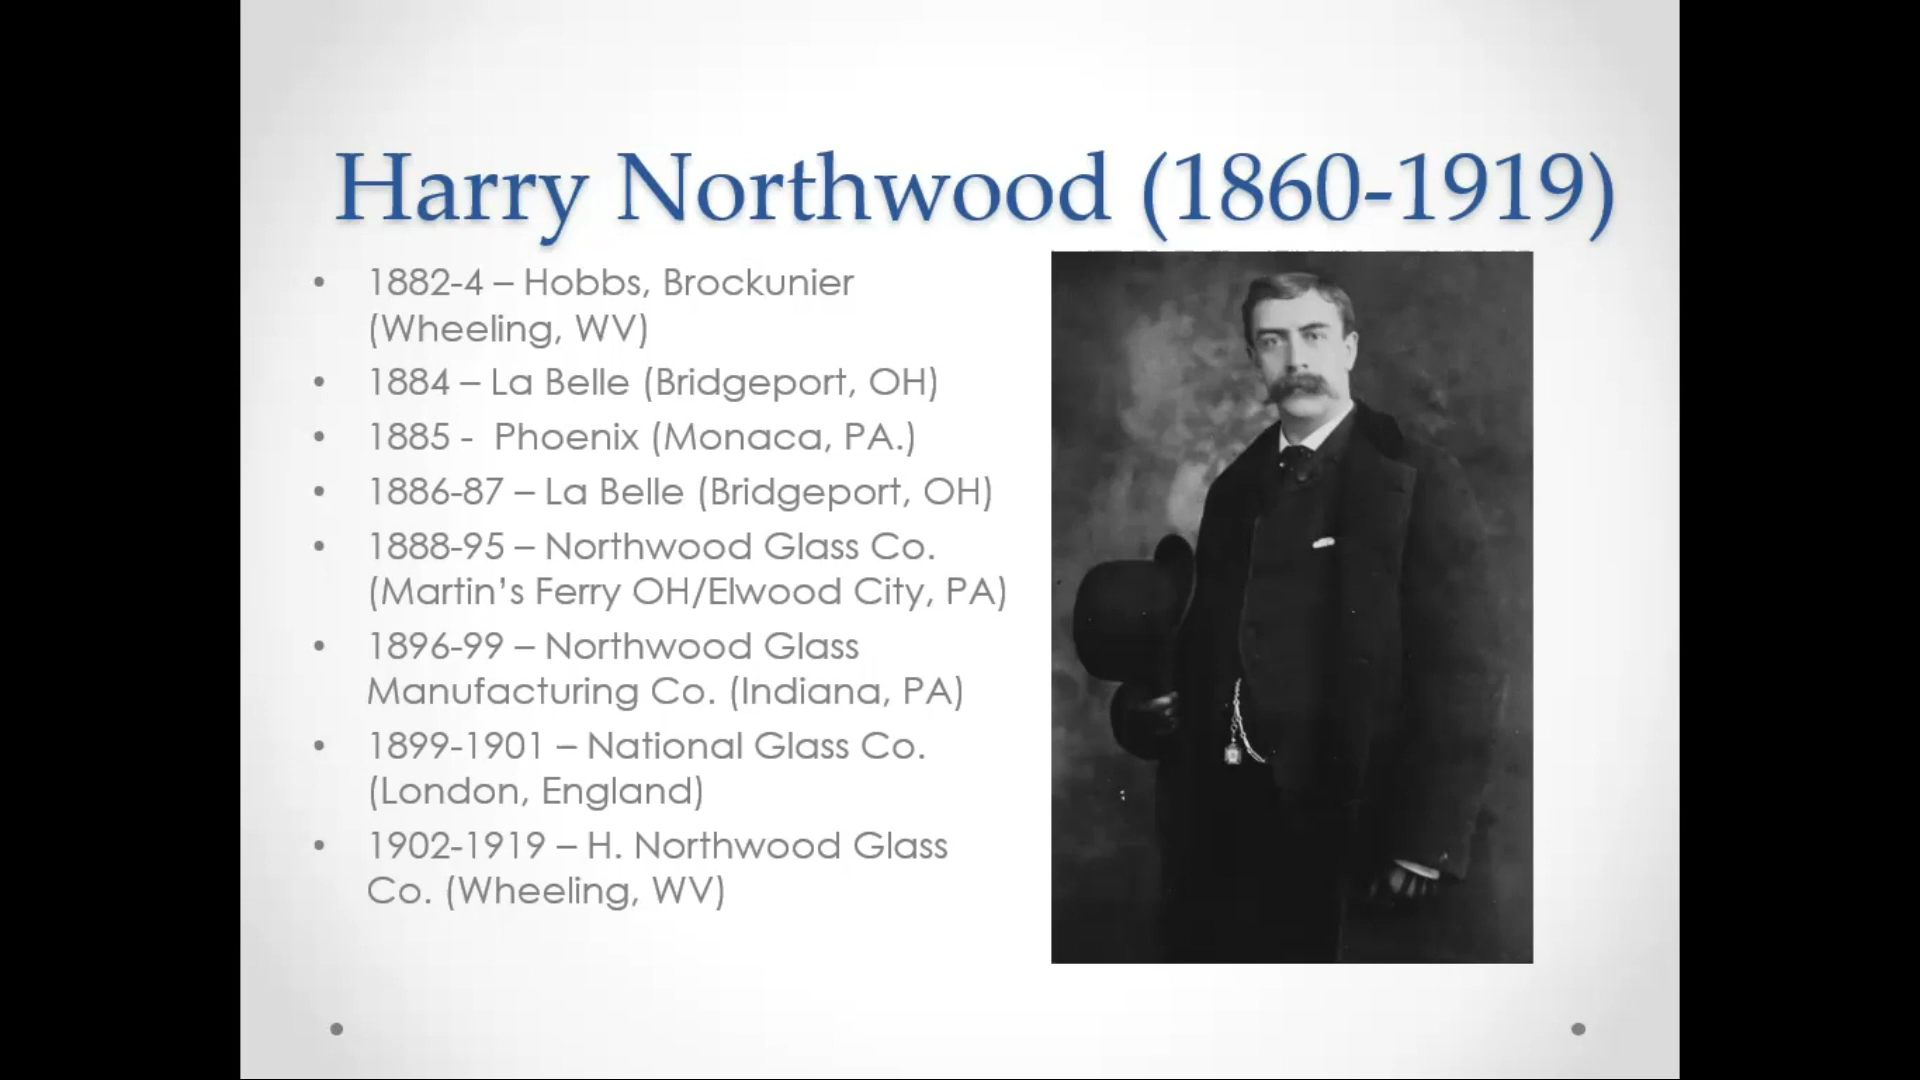 Harry Northwood (1860-1919)
• 1882-4 – Hobbs, Brockunier
(Wheeling, WV)
• 1884 – La Belle (Bridgeport, OH)
• 1885 -  Phoenix (Monaca, PA.)
• 1886-87 – La Belle (Bridgeport, OH)
• 1888-95 – Northwood Glass Co.
(Martin’s Ferry OH/Elwood City, PA)
• 1896-99 – Northwood Glass
Manufacturing Co. (Indiana, PA)
• 1899-1901 – National Glass Co.
(London, England)
• 1902-1919 – H. Northwood Glass
Co. (Wheeling, WV)